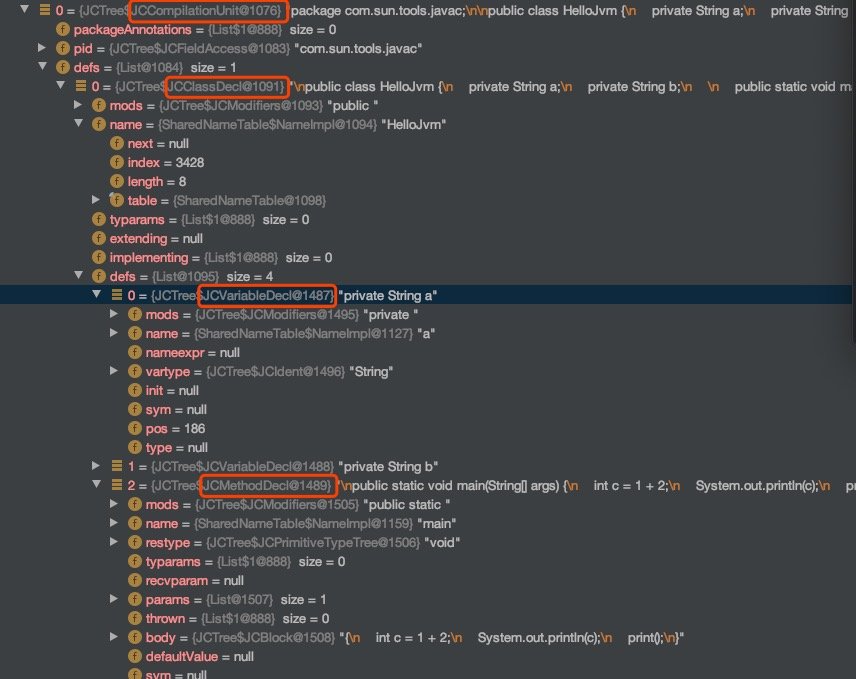 0 = {JCTree$JCCompilationUnit@1076} "package com.sun.tools.javac;\n\npublic class HelloJvm {\n    private String a;\n    private String
packageAnnotations = {List$1@888}  size = 0
pid = {JCTree$JCFieldAccess@1083} "com.sun.tools.javac"
defs = {List@1084}  size = 1
0 = {JCTree$JCClassDecl@1091} "\npublic class HelloJvm {\n    private String a;\n    private String b;\n    \n    public static void m
mods = {JCTree$JCModifiers@1093} "public "
name = {SharedNameTable$NameImpl@1094} "HelloJvm"
next = null
index = 3428
length = 8
table = {SharedNameTable@1098}
typarams = {List$1@888}  size = 0
extending = null
implementing = {List$1@888}  size = 0
defs = {List@1095}  size = 4
0 = {JCTree$JCVariableDecl@1487} "private String a"
mods = {JCTree$JCModifiers@1495} "private "
name = {SharedNameTable$NameImpl@1127} "a"
nameexpr = null
vartype = {JCTree$JCIdent@1496} "String"
init = null
sym = null
pos = 186
type = null
1 = {JCTree$JCVariableDecl@1488} "private String b"
2 = {JCTree$JCMethodDecl@1489} "\npublic static void main(String[] args) {\n    int c = 1 + 2;\n    System.out.println(c);\n    p
mods = {JCTree$JCModifiers@1505} "public static "
name = {SharedNameTable$NameImpl@1159} "main"
restype = {JCTree$JCPrimitiveTypeTree@1506} "void"
typarams = {List$1@888}  size = 0
recvparam = null
params = {List@1507}  size = 1
thrown = {List$1@888}  size = 0
body = {JCTree$JCBlock@1508} "{\n    int c = 1 + 2;\n    System.out.println(c);\n    print();\n}"
defaultValue = null
sym = null